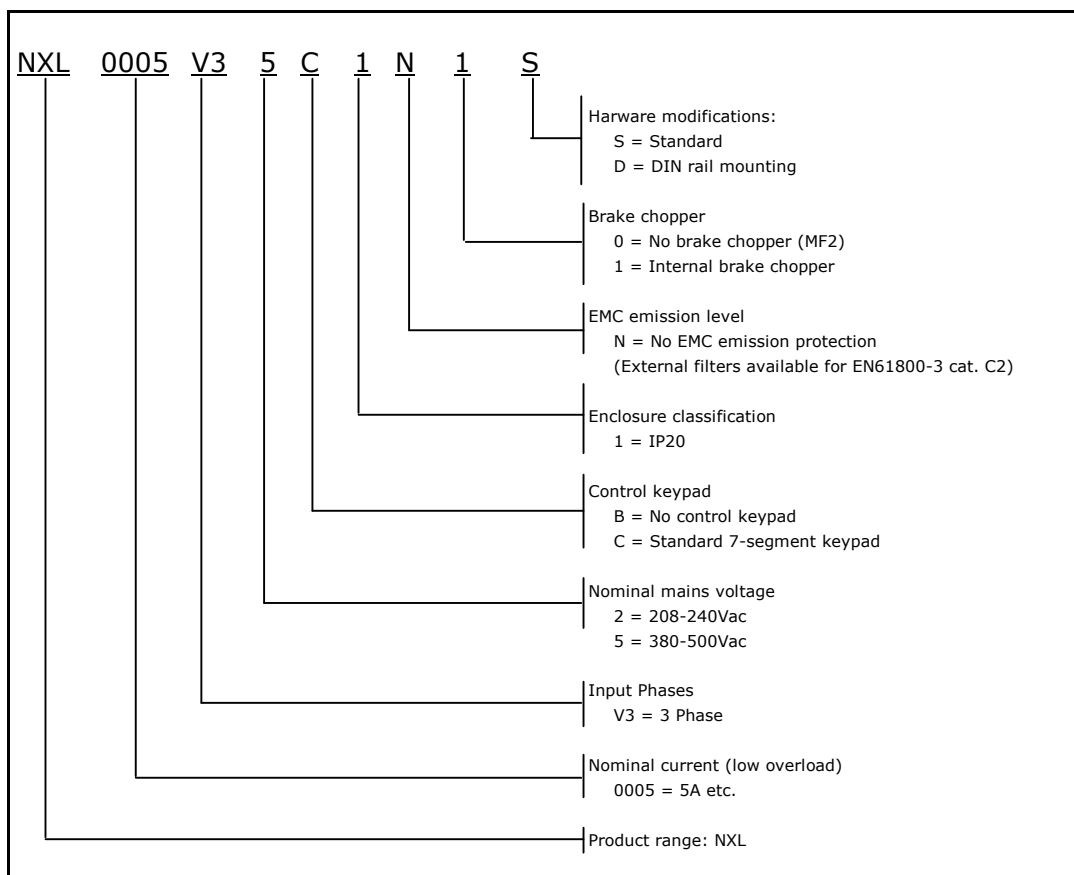 NXL 0005 V3 5 C 1 N 1 S
Harware modifications:
S = Standard
D = DIN rail mounting
Brake chopper
0 = No brake chopper (MF2)
1 = Internal brake chopper
EMC emission level
N = No EMC emission protection
(External filters available for EN61800-3 cat. C2)
Enclosure classification
1 = IP20
Control keypad
B = No control keypad
C = Standard 7-segment keypad
Nominal mains voltage
2 = 208-240Vac
5 = 380-500Vac
Input Phases
V3 = 3 Phase
Nominal current (low overload)
0005 = 5A etc.
Product range: NXL